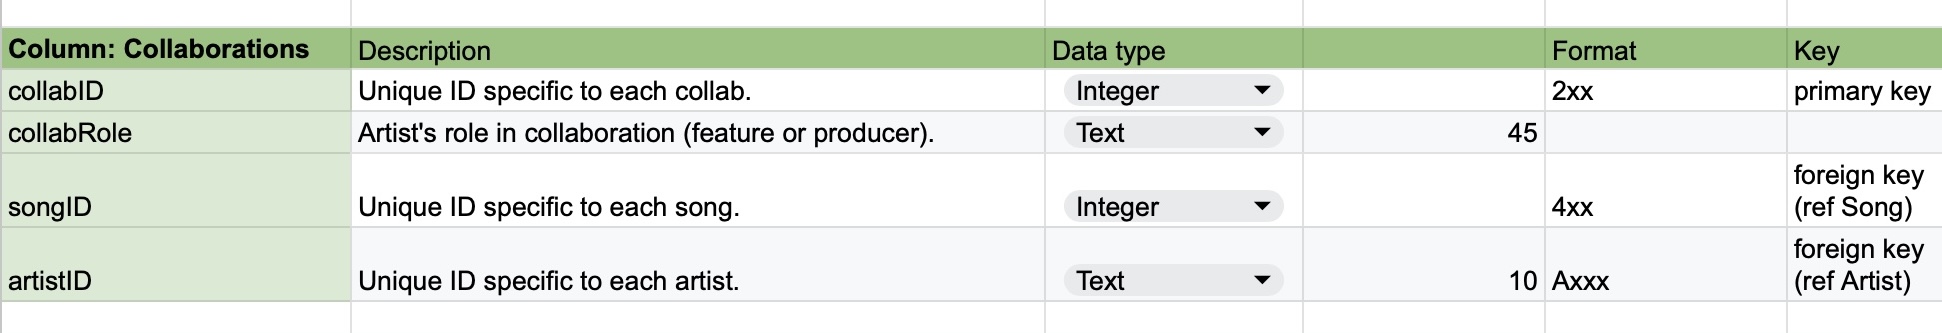 Column: Collaborations Description Data type Format Key
collabID Unique ID specific to each collab. Integer 2xx primary key
collabRole Artist's role in collaboration (feature or producer). Text 45
songID Unique ID specific to each song. Integer 4xx foreign key
(ref Song)
artistID Unique ID specific to each artist. Text 10 Axxx foreign key
(ref Artist)